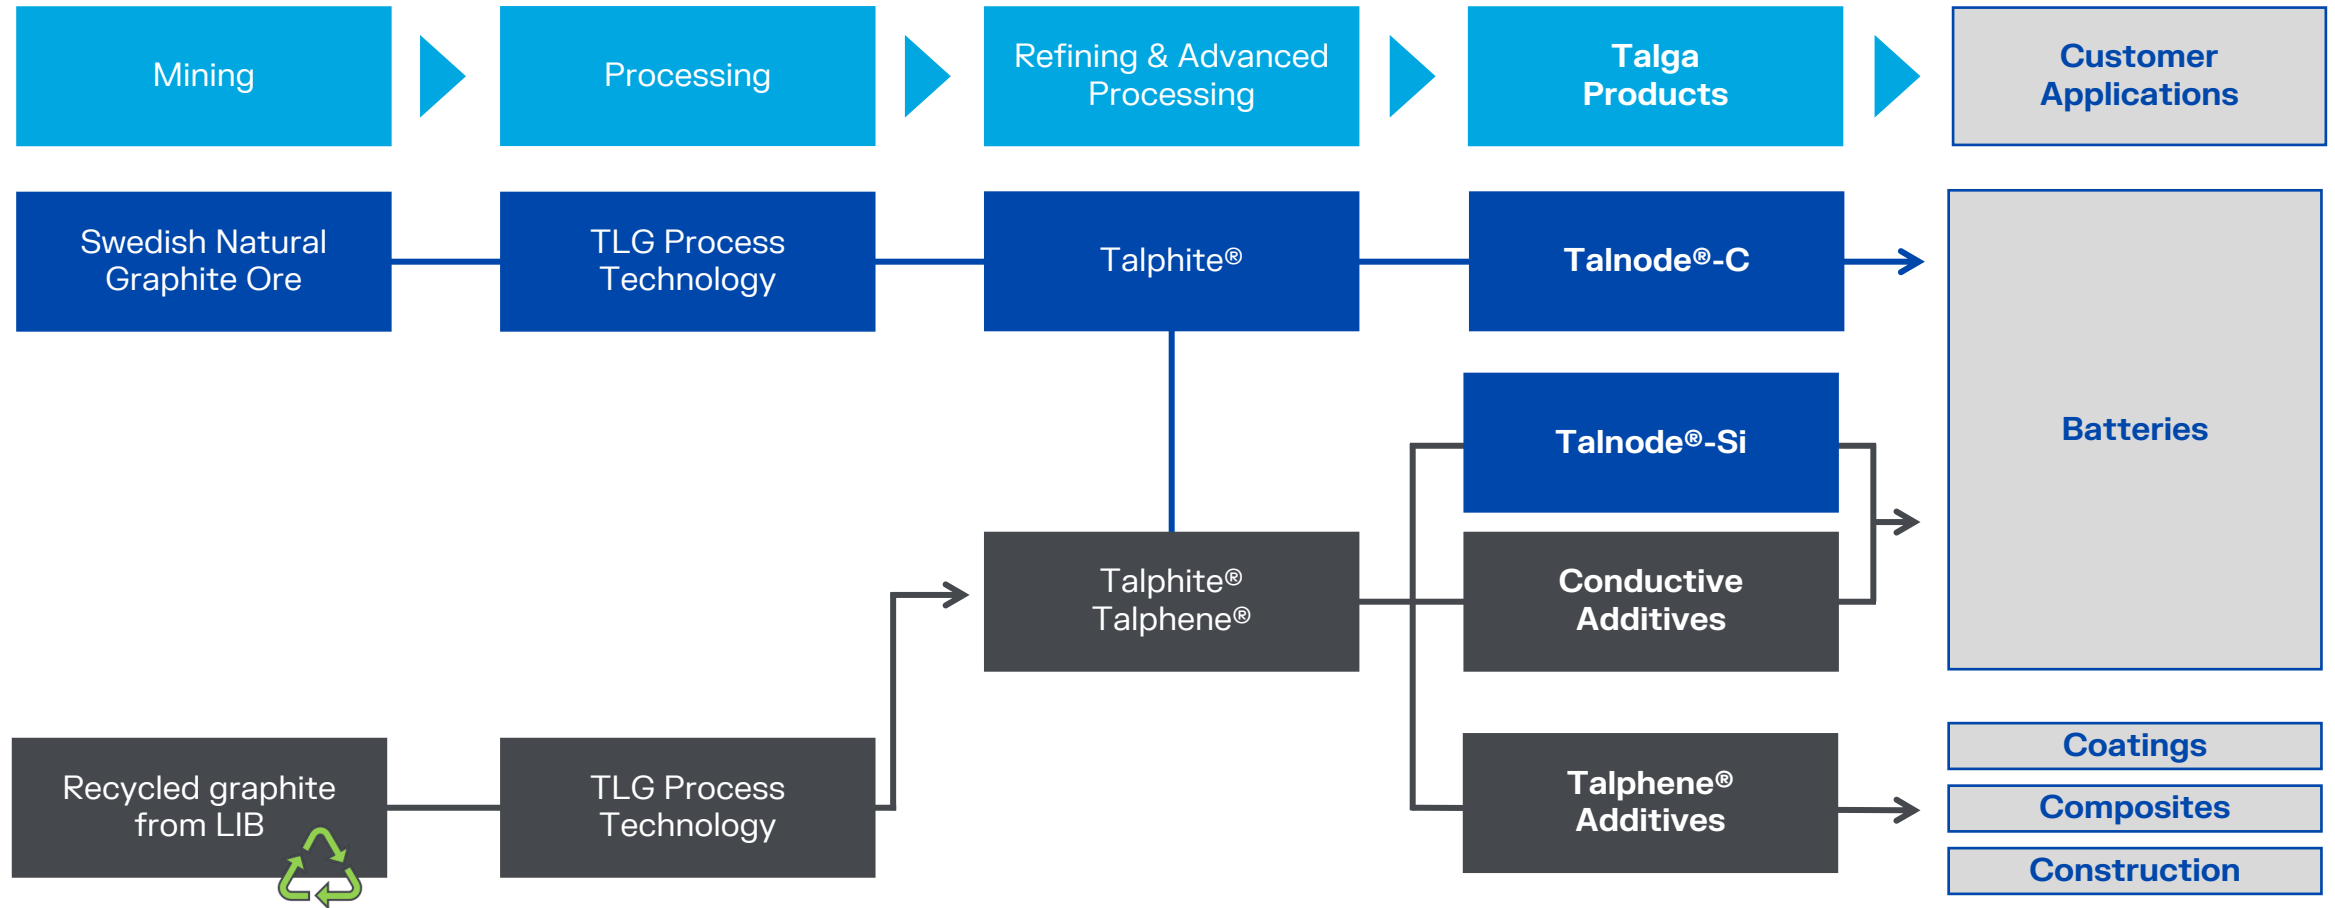 Mining
Processing
Refining & Advanced
Processing
Talga
Products
Customer
Applications
Swedish Natural
Graphite Ore
TLG Process
Technology
Talphite®
Talnode®-C
Batteries
Talnode®-Si
Talphite®
Talphene®
Conductive
Additives
Recycled graphite
from LIB
TLG Process
Technology
Talphene®
Additives
Coatings
Composites
Construction